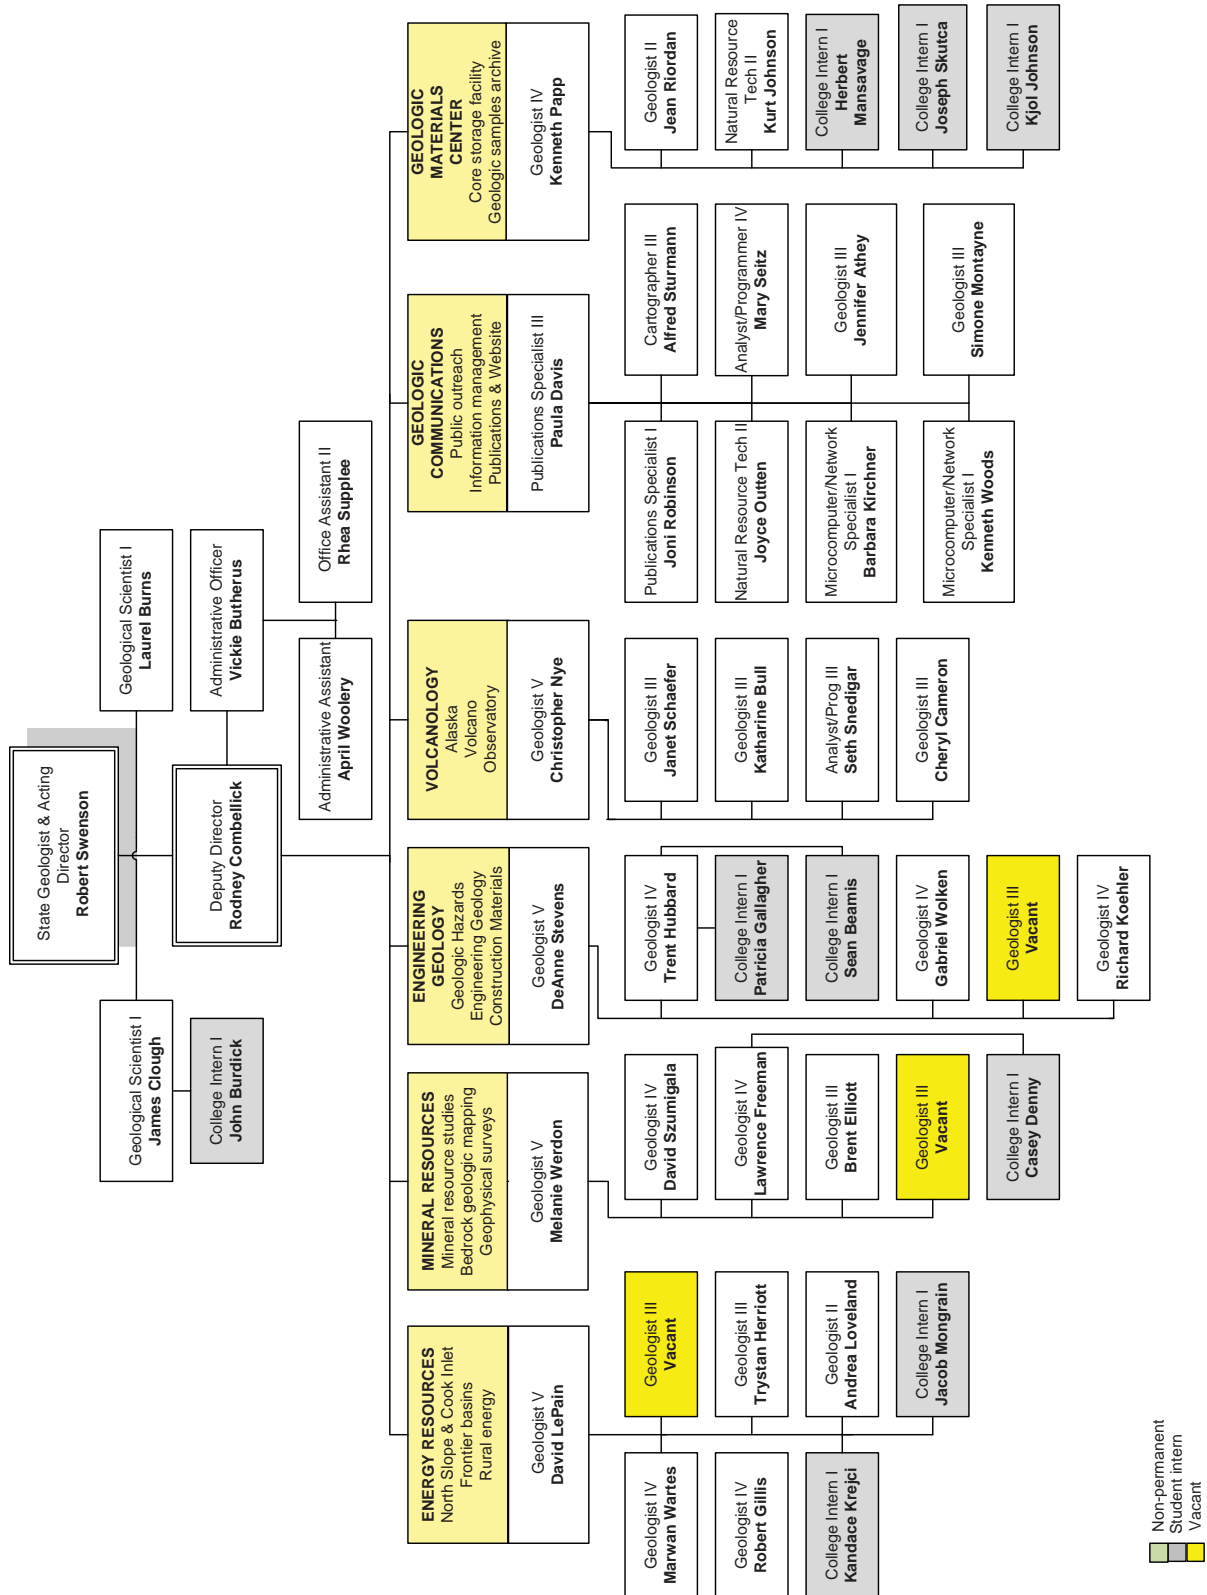 State Geologist & Acting
Director
Robert Swenson
Geological Scientist I
James Clough
Geological Scientist I
Laurel Burns
College Intern I
John Burdick
Deputy Director
Rodney Combellick
Administrative Officer
Vickie Butherus
Administrative Assistant
April Woolery
Office Assistant II
Rhea Supplee
ENERGY RESOURCES
North Slope & Cook Inlet
Frontier basins
Rural energy
Geologist V
David LePain
Geologist IV
Marwan Wartes
Geologist III
Vacant
Geologist IV
Robert Gillis
Geologist III
Trystan Herriott
College Intern I
Kandace Krejci
Geologist II
Andrea Loveland
College Intern I
Jacob Mongrain
MINERAL RESOURCES
Mineral resource studies
Bedrock geologic mapping
Geophysical surveys
Geologist V
Melanie Werdon
Geologist IV
David Szumigala
Geologist IV
Lawrence Freeman
Geologist III
Brent Elliott
Geologist III
Vacant
College Intern I
Casey Denny
ENGINEERING
GEOLOGY
Geologic Hazards
Engineering Geology
Construction Materials
Geologist V
DeAnne Stevens
Geologist IV
Trent Hubbard
College Intern I
Patricia Gallagher
College Intern I
Sean Beamis
Geologist IV
Gabriel Wolken
Geologist III
Vacant
Geologist IV
Richard Koehler
VOLCANOLOGY
Alaska
Volcano
Observatory
Geologist V
Christopher Nye
Geologist III
Janet Schaefer
Geologist III
Katharine Bull
Analyst/Prog III
Seth Snedigar
Geologist III
Cheryl Cameron
GEOLOGIC
COMMUNICATIONS
Public outreach
Information management
Publications & Website
Publications Specialist III
Paula Davis
Publications Specialist I
Joni Robinson
Cartographer III
Alfred Sturmann
Natural Resource Tech II
Joyce Outten
Analyst/Programmer IV
Mary Seitz
Microcomputer/Network
Specialist I
Barbara Kirchner
Geologist III
Jennifer Athey
Microcomputer/Network
Specialist I
Kenneth Woods
Geologist III
Simone Montayne
GEOLOGIC
MATERIALS
CENTER
Core storage facility
Geologic samples archive
Geologist IV
Kenneth Papp
Geologist II
Jean Riordan
Natural Resource
Tech II
Kurt Johnson
College Intern I
Herbert
Mansavage
College Intern I
Joseph Skutca
College Intern I
Kjol Johnson
Non-permanent
Student intern
Vacant